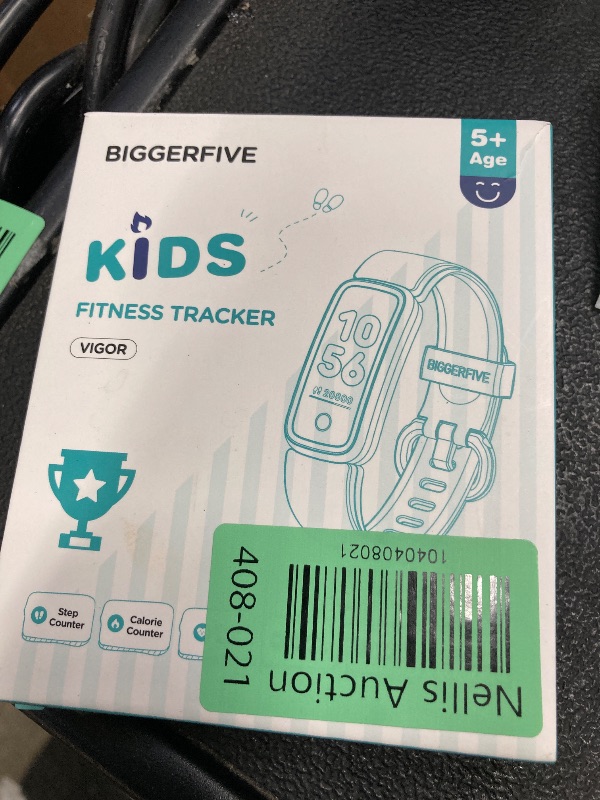 BIGGERFIVE
5+
Age
KiDS
FITNESS TRACKER
VIGOR
10
56
20600
BIGGERFIVE
Step
Counter
Calorie
Counter
1040408021
408-021
Nellis Auction